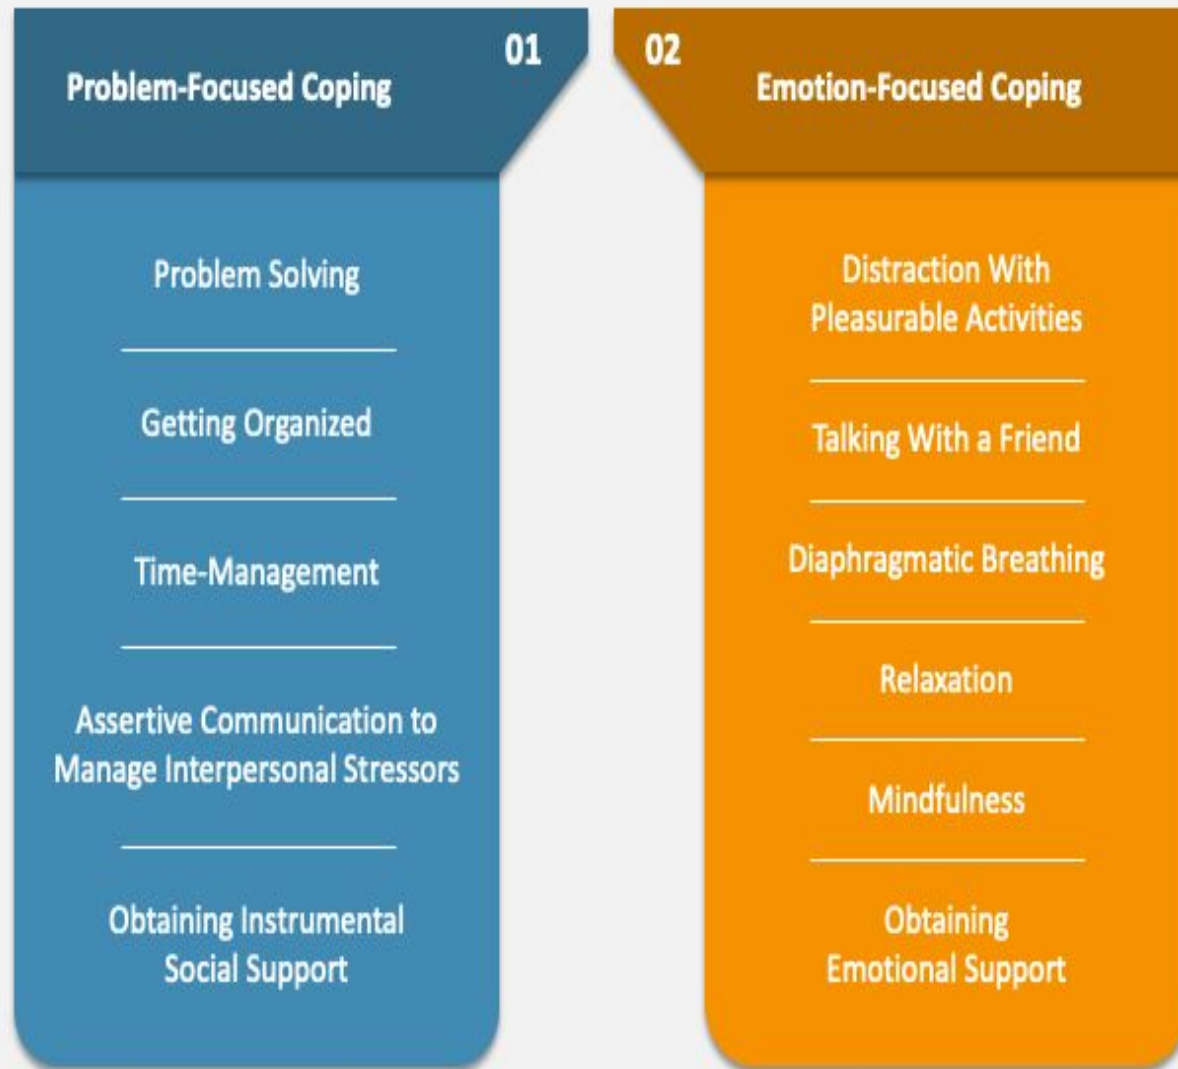 01
Problem-Focused Coping
Problem Solving
Getting Organized
Time-Management
Assertive Communication to
Manage Interpersonal Stressors
Obtaining Instrumental
Social Support
02
Emotion-Focused Coping
Distraction With
Pleasurable Activities
Talking With a Friend
Diaphragmatic Breathing
Relaxation
Mindfulness
Obtaining
Emotional Support